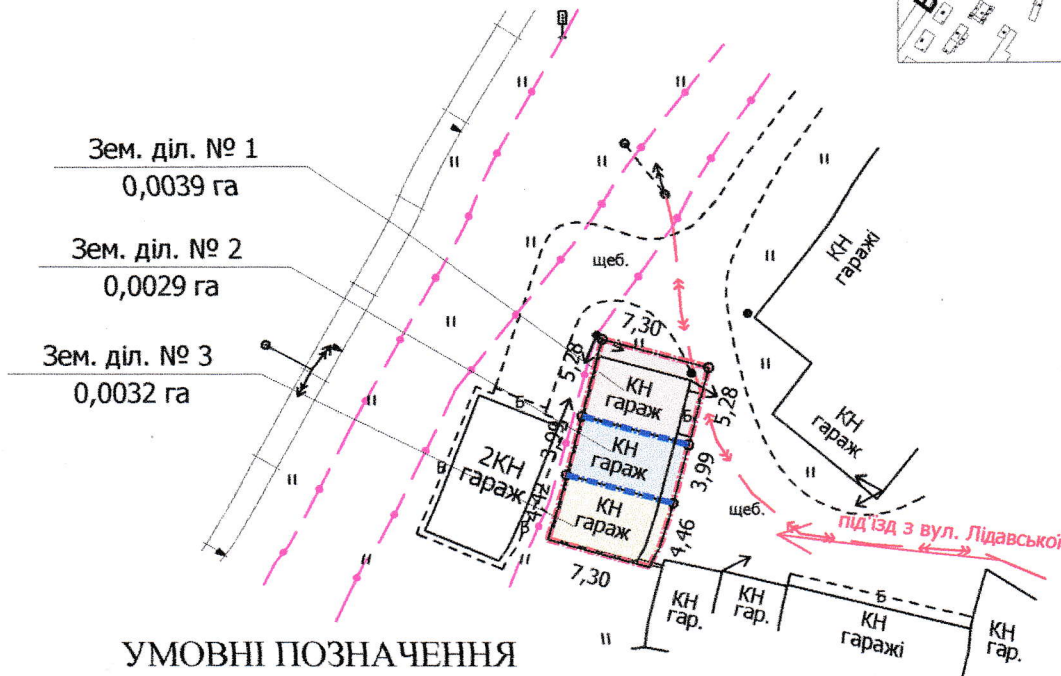 Зем. діл. № 1
0,0039 га
Зем. діл. № 2
0,0029 га
Зем. діл. № 3
0,0032 га
щеб.
КН
гаражі
7,30
5,28
КН
гараж
Б
5,28
КН
гараж
Б
3,99
КН
гараж
3,99
2КН
гараж
В
4,42
КН
гараж
4,46
щеб.
під'їзд з вул. Лідавської
7,30
КН
гар.
КН
гар.
Б
КН
гаражі
КН
гар.
УМОВНІ ПОЗНАЧЕННЯ